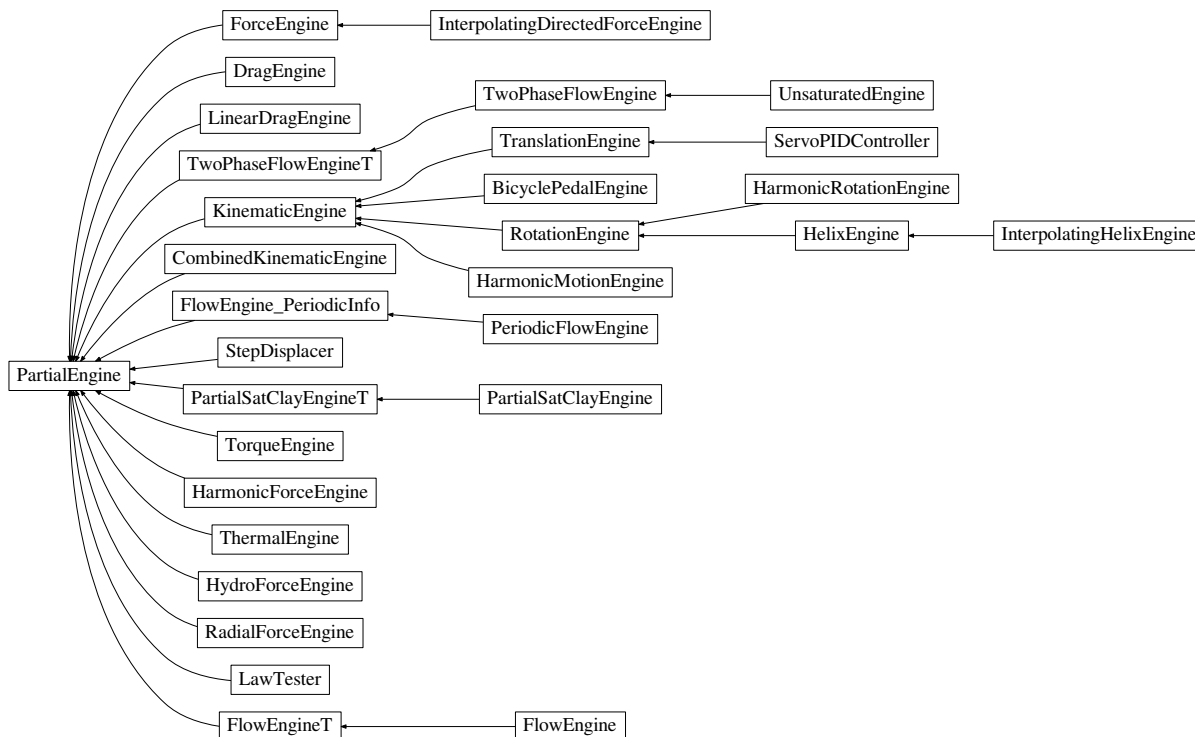 ForceEngine
InterpolatingDirectedForceEngine
DragEngine
TwoPhaseFlowEngine
UnsaturatedEngine
LinearDragEngine
TranslationEngine
ServoPIDController
TwoPhaseFlowEngineT
BicyclePedalEngine
HarmonicRotationEngine
KinematicEngine
RotationEngine
HelixEngine
InterpolatingHelixEngine
CombinedKinematicEngine
HarmonicMotionEngine
FlowEngine_PeriodicInfo
PeriodicFlowEngine
StepDisplacer
PartialEngine
PartialSatClayEngineT
PartialSatClayEngine
TorqueEngine
HarmonicForceEngine
ThermalEngine
HydroForceEngine
RadialForceEngine
LawTester
FlowEngineT
FlowEngine